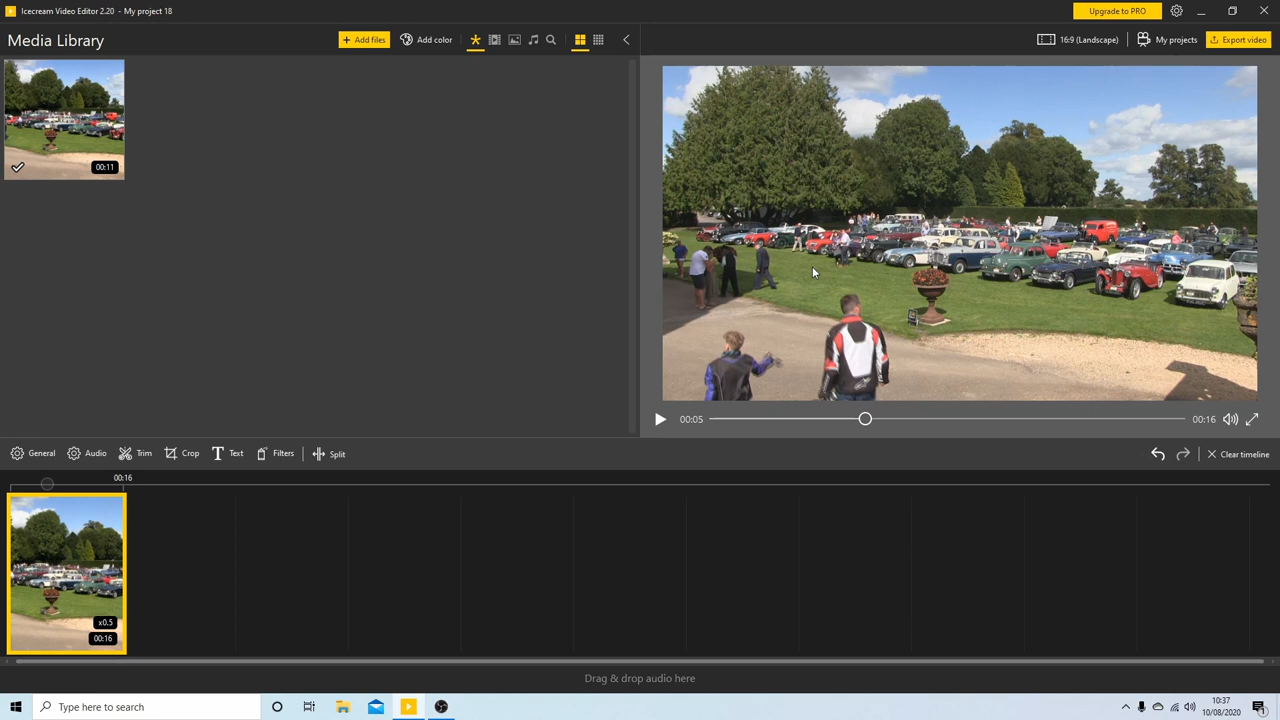 Icecream Video Editor 2.20 - My project 18
Upgrade to PRO
Media Library
Add files
Add color
16:9 (Landscape)
My projects
Export video
00:11
00:05
00:16
General
Audio
Trim
Crop
Text
Filters
Split
Clear timeline
00:16
x0.5
00:16
Drag & drop audio here
Type here to search
10:37
10/08/2020
1